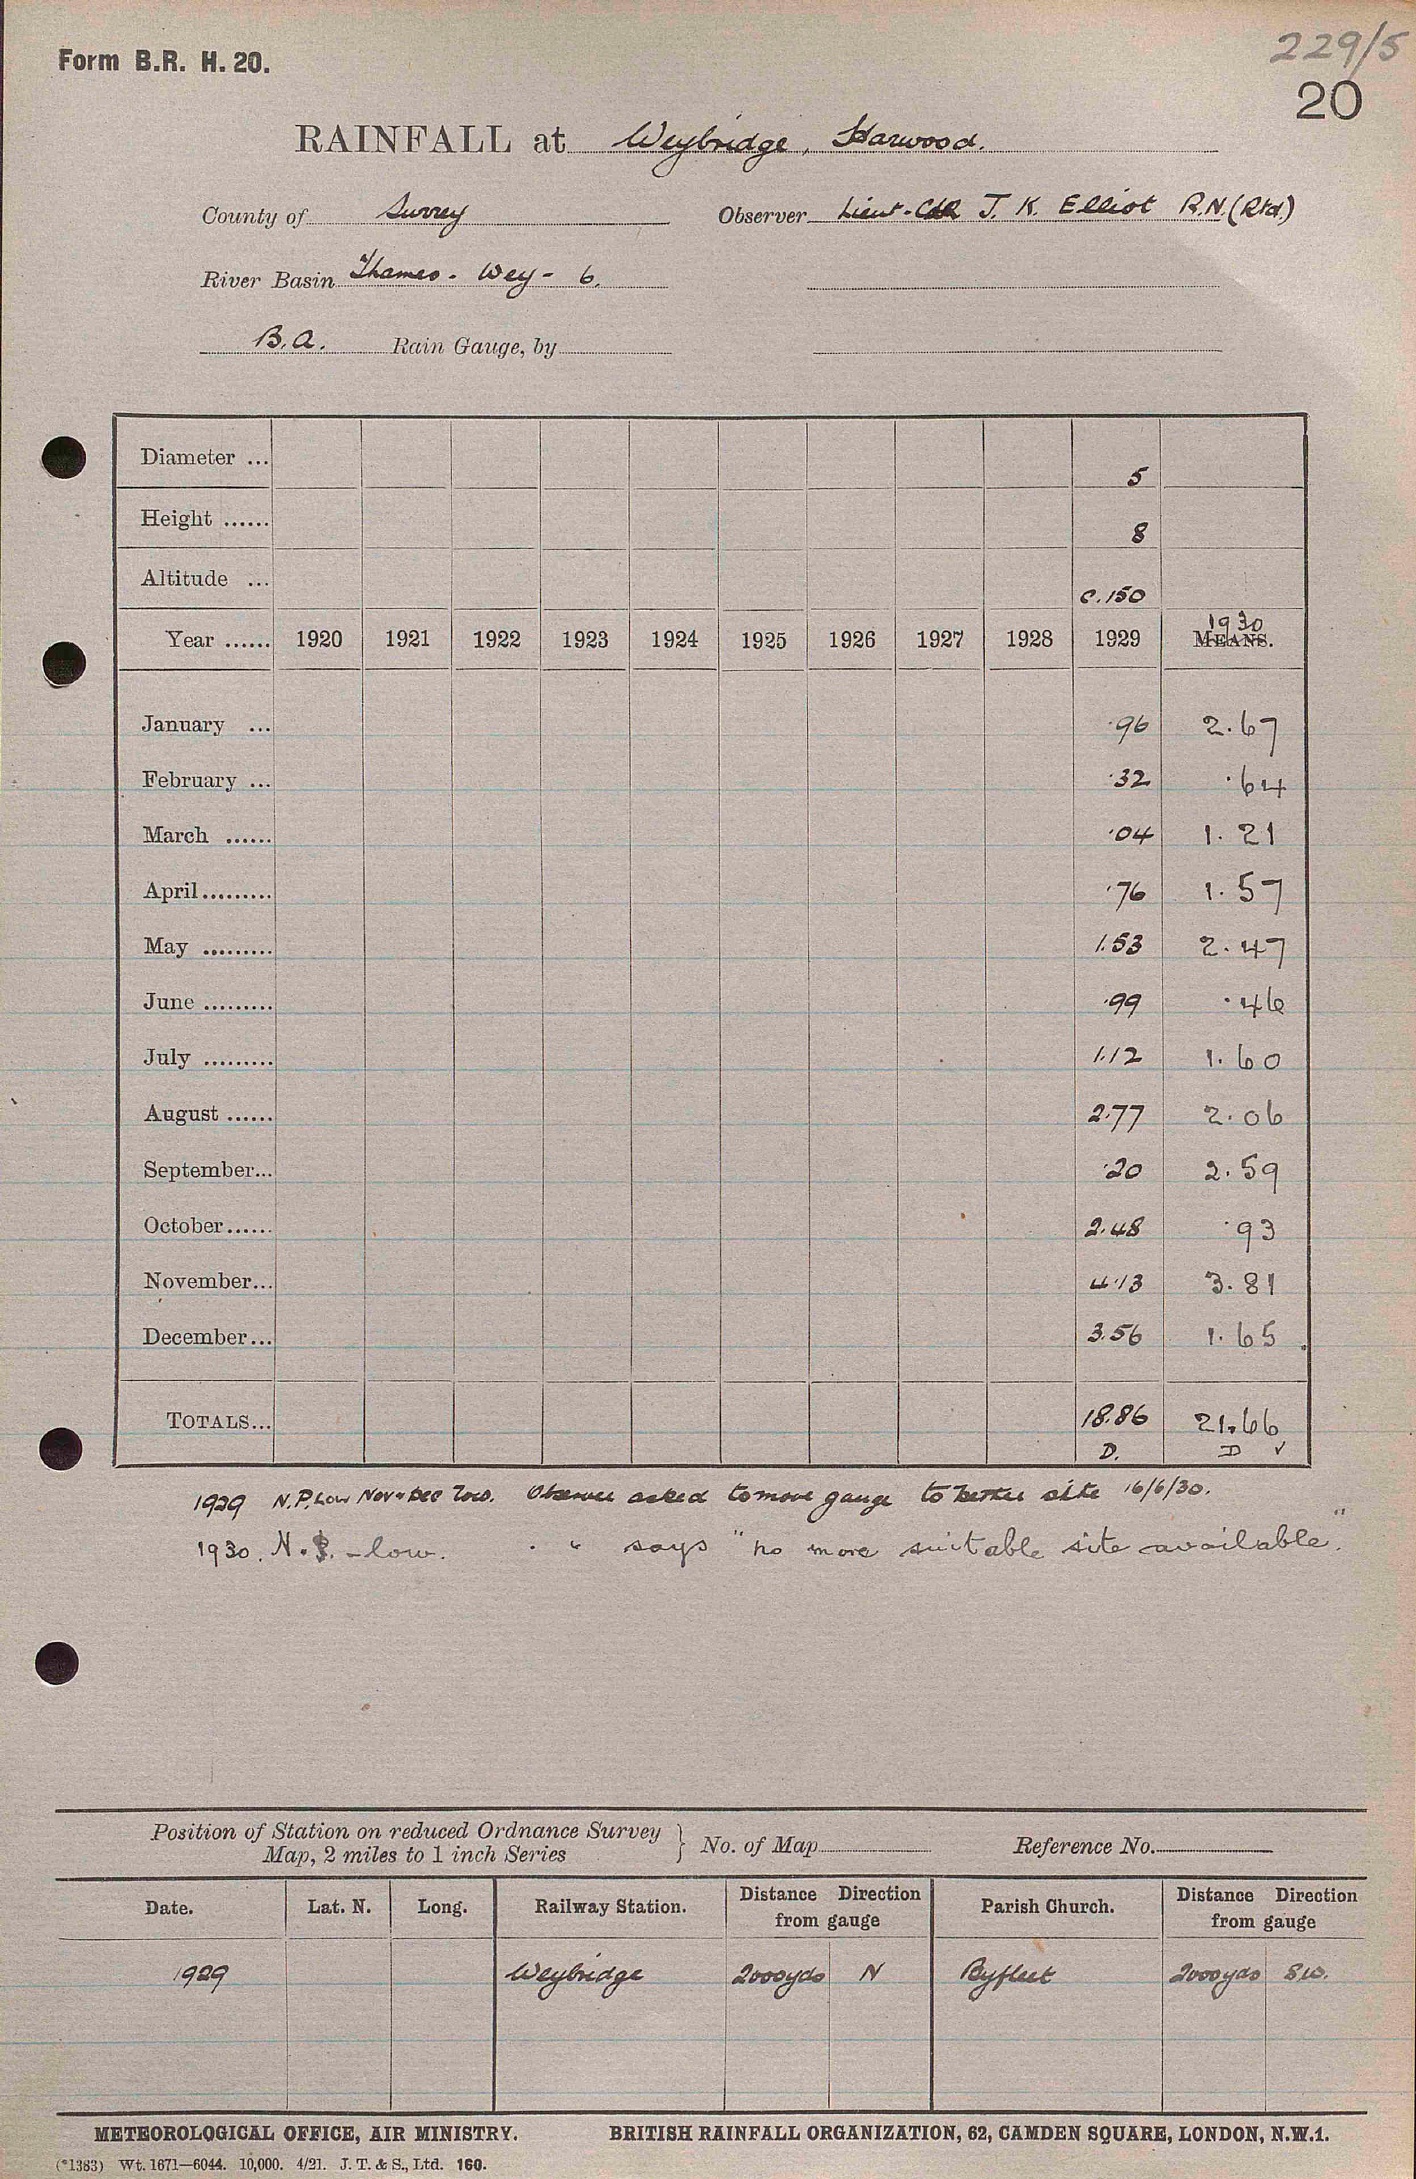 229/5
Form B.R. H. 20.
20
RAINFALL at Weybridge, Harwood.
County of Surrey Observer Lieut-Cdr J. K. Elliot R.N. (Rtd.)
River Basin Thames - Wey - 6.
B.A. Rain Gauge, by
Diameter ... 5
Height ...... 8
Altitude ... c.150
1930
Year ...... 1920 1921 1922 1923 1924 1925 1926 1927 1928 1929 MEANS.
January ... ·96 2.67
February ... ·32 ·64
March ...... ·04 1.21
April ......... ·76 1.57
May ......... 1.53 2.47
June ......... ·99 ·46
July ......... 1.12 1.60
August ...... 2.77 2.06
September... ·20 2.59
October...... 2.48 ·93
November... 4.13 3.81
December... 3.56 1.65
TOTALS... 18.86 21.66
D. D ✓
1929 N.P. Low Nov & Dec low. Observer asked to move gauge to better site 16/6/30.
1930. N. - low. . " says "no more suitable site available."
Position of Station on reduced Ordnance Survey
Map, 2 miles to 1 inch Series } No. of Map Reference No.
Date. Lat. N. Long. Railway Station. Distance Direction from gauge Parish Church. Distance Direction from gauge
1929 Weybridge 2000yds N Byfleet 2000yds SW.
METEOROLOGICAL OFFICE, AIR MINISTRY. BRITISH RAINFALL ORGANIZATION, 62, CAMDEN SQUARE, LONDON, N.W.1.
(*1383) Wt. 1671—6044. 10,000. 4/21. J. T. & S., Ltd. 160.